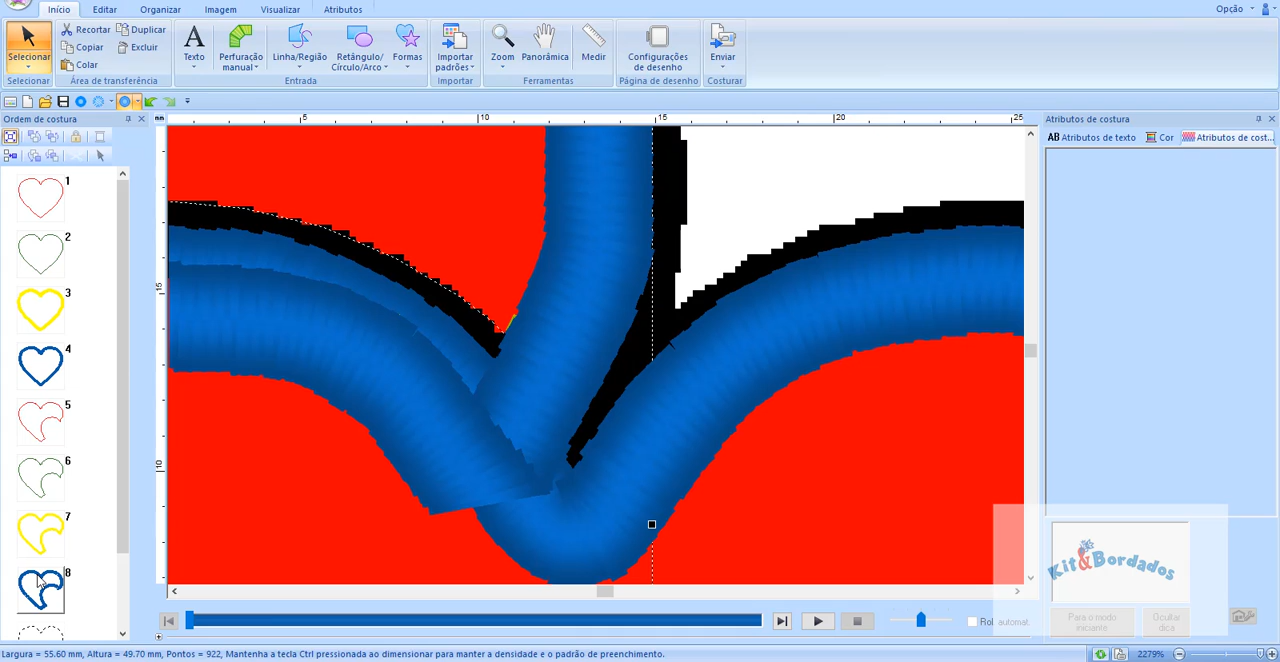 Início Editar Organizar Imagem Visualizar Atributos Opção
Selecionar
Recortar Duplicar
Copiar Excluir
Colar
Texto Perfuração manual Linha/Região Retângulo/Círculo/Arco Formas
Importar padrões
Zoom Panorâmica Medir
Configurações de desenho
Enviar
Selecionar Área de transferência Entrada Importar Ferramentas Página de desenho Costurar
Ordem de costura
mm 5 10 15 20 25
Atributos de costura
AB Atributos de texto Cor Atributos de cost...
1
2
3
4
5
6
7
8
15
10
Kit&Bordados
Para o modo iniciante
Ocultar dica
Rol. automat.
Largura = 55.60 mm, Altura = 49.70 mm, Pontos = 922, Mantenha a tecla Ctrl pressionada ao dimensionar para manter a densidade e o padrão de preenchimento.
2279%